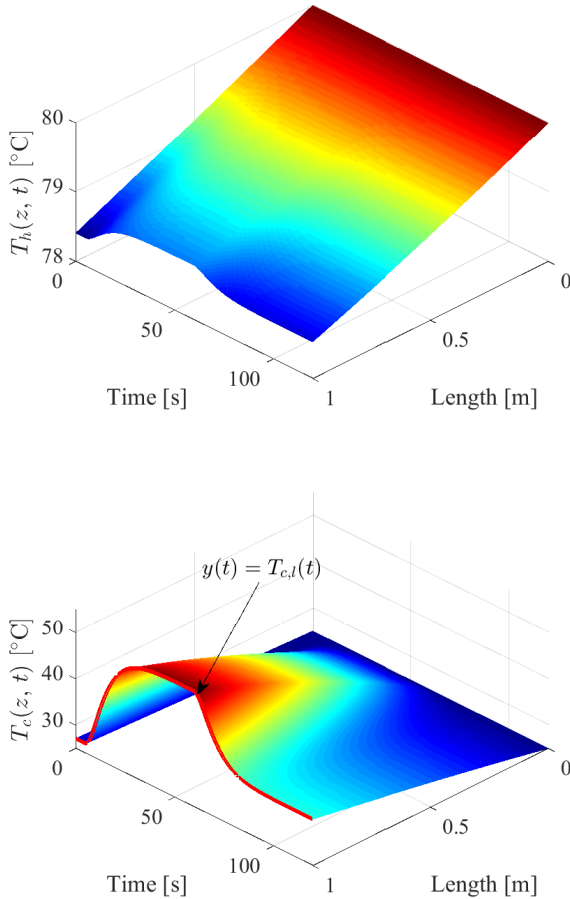 80
79
78
T_h(z, t) [°C]
0
50
100
Time [s]
0
0.5
1
Length [m]
y(t) = T_{c,l}(t)
50
40
30
T_c(z, t) [°C]
0
50
100
Time [s]
0
0.5
1
Length [m]